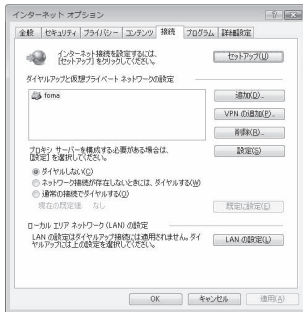 インターネット オプション
全般 セキュリティ プライバシー コンテンツ 接続 プログラム 詳細設定
インターネット接続を設定するには、
[セットアップ] をクリックしてください。
セットアップ(U)
ダイヤルアップと仮想プライベート ネットワークの設定
foma
追加(D)...
VPN の追加(P)...
削除(R)...
設定(S)
プロキシ サーバーを構成する必要がある場合は、
[設定] を選択してください。
ダイヤルしない(C)
ネットワーク接続が存在しないときには、ダイヤルする(W)
通常の接続でダイヤルする(O)
現在の既定値 なし
既定に設定(E)
ローカル エリア ネットワーク (LAN) の設定
LAN の設定はダイヤルアップ接続には適用されません。ダイ
ヤルアップには上の設定を選択してください。
LAN の設定(L)
OK
キャンセル
適用(A)